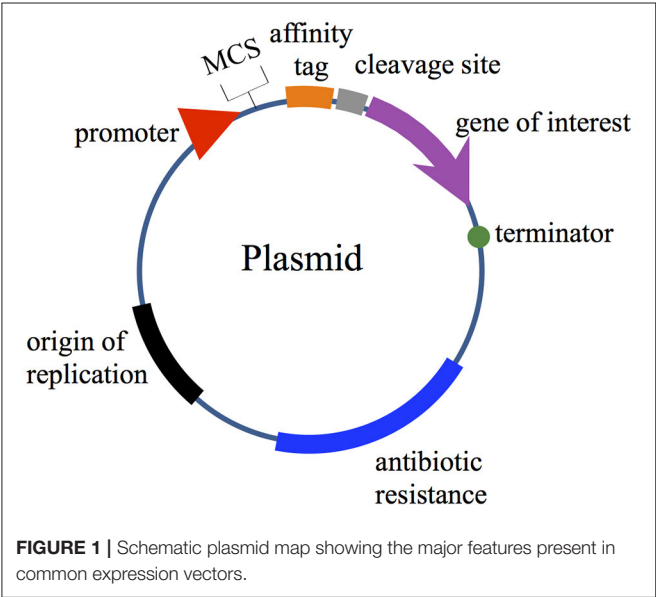 MCS
affinity
tag
cleavage site
promoter
gene of interest
terminator
Plasmid
origin of
replication
antibiotic
resistance
FIGURE 1 | Schematic plasmid map showing the major features present in
common expression vectors.